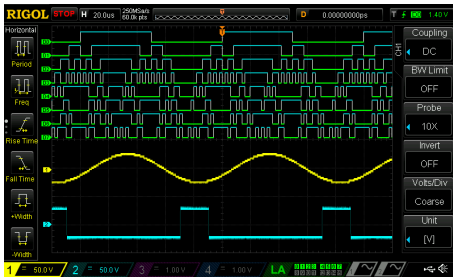 RIGOL STOP H 20.0us 250MSa/s 60.0k pts D 0.00000000ps T 1.40V
Horizontal
Period
Freq
Rise Time
Fall Time
+Width
-Width
CH1
Coupling
DC
BW Limit
OFF
Probe
10X
Invert
OFF
Volts/Div
Coarse
Unit
[V]
1 = 50.0 V 2 = 50.0 V 3 = 1.00 V 4 = 1.00 V LA